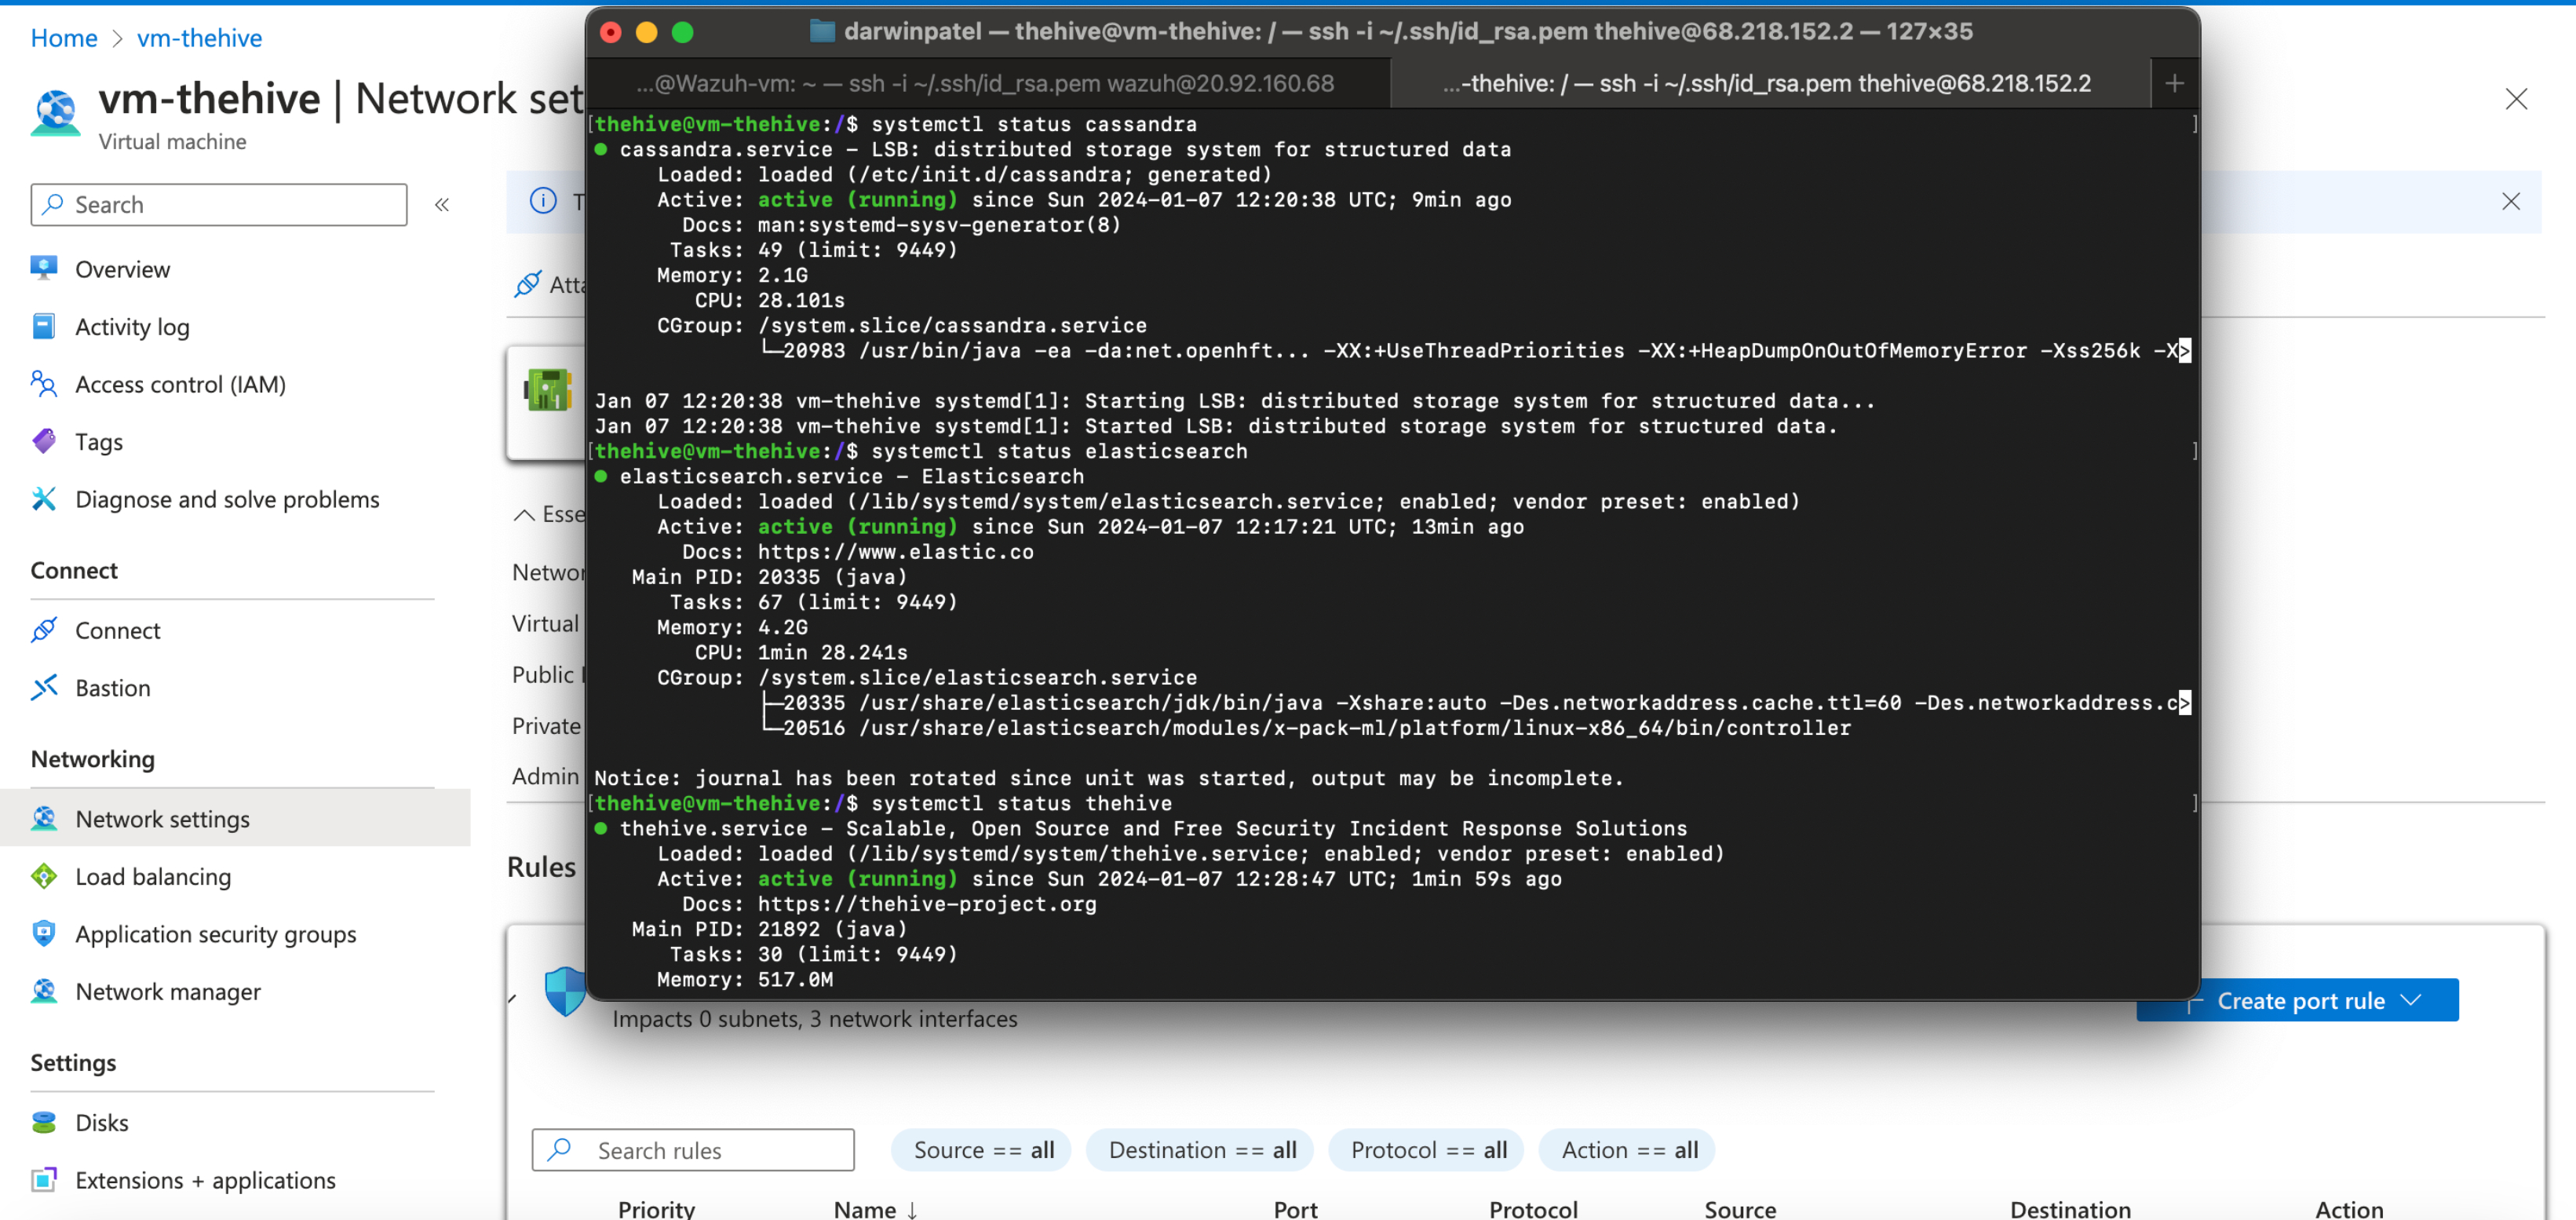 Home > vm-thehive
vm-thehive | Network set
Virtual machine
Search
«
Overview
Activity log
Access control (IAM)
Tags
Diagnose and solve problems
Connect
Connect
Bastion
Networking
Network settings
Load balancing
Application security groups
Network manager
Settings
Disks
Extensions + applications
T
Atta
Esse
Networ
Virtual
Public I
Private
Admin
Rules
darwinpatel — thehive@vm-thehive: / — ssh -i ~/.ssh/id_rsa.pem thehive@68.218.152.2 — 127×35
...@Wazuh-vm: ~ — ssh -i ~/.ssh/id_rsa.pem wazuh@20.92.160.68
...-thehive: / — ssh -i ~/.ssh/id_rsa.pem thehive@68.218.152.2
+
[thehive@vm-thehive:/$ systemctl status cassandra ]
● cassandra.service - LSB: distributed storage system for structured data
Loaded: loaded (/etc/init.d/cassandra; generated)
Active: active (running) since Sun 2024-01-07 12:20:38 UTC; 9min ago
Docs: man:systemd-sysv-generator(8)
Tasks: 49 (limit: 9449)
Memory: 2.1G
CPU: 28.101s
CGroup: /system.slice/cassandra.service
└─20983 /usr/bin/java -ea -da:net.openhft... -XX:+UseThreadPriorities -XX:+HeapDumpOnOutOfMemoryError -Xss256k -X>
Jan 07 12:20:38 vm-thehive systemd[1]: Starting LSB: distributed storage system for structured data...
Jan 07 12:20:38 vm-thehive systemd[1]: Started LSB: distributed storage system for structured data.
[thehive@vm-thehive:/$ systemctl status elasticsearch ]
● elasticsearch.service - Elasticsearch
Loaded: loaded (/lib/systemd/system/elasticsearch.service; enabled; vendor preset: enabled)
Active: active (running) since Sun 2024-01-07 12:17:21 UTC; 13min ago
Docs: https://www.elastic.co
Main PID: 20335 (java)
Tasks: 67 (limit: 9449)
Memory: 4.2G
CPU: 1min 28.241s
CGroup: /system.slice/elasticsearch.service
├─20335 /usr/share/elasticsearch/jdk/bin/java -Xshare:auto -Des.networkaddress.cache.ttl=60 -Des.networkaddress.c>
└─20516 /usr/share/elasticsearch/modules/x-pack-ml/platform/linux-x86_64/bin/controller
Notice: journal has been rotated since unit was started, output may be incomplete.
[thehive@vm-thehive:/$ systemctl status thehive ]
● thehive.service - Scalable, Open Source and Free Security Incident Response Solutions
Loaded: loaded (/lib/systemd/system/thehive.service; enabled; vendor preset: enabled)
Active: active (running) since Sun 2024-01-07 12:28:47 UTC; 1min 59s ago
Docs: https://thehive-project.org
Main PID: 21892 (java)
Tasks: 30 (limit: 9449)
Memory: 517.0M
Impacts 0 subnets, 3 network interfaces
Create port rule
Search rules
Source == all
Destination == all
Protocol == all
Action == all
Priority Name ↓ Port Protocol Source Destination Action